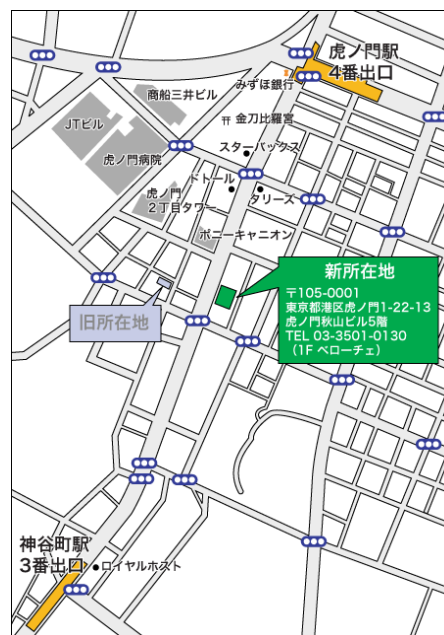 虎ノ門駅
4番出口
みずほ銀行
商船三井ビル
金刀比羅宮
JTビル
スターバックス
虎ノ門病院
ドトール
タリーズ
虎ノ門
2丁目タワー
ポニーキャニオン
新所在地
〒105-0001
東京都港区虎ノ門1-22-13
虎ノ門秋山ビル5階
TEL 03-3501-0130
（1F ベローチェ）
旧所在地
神谷町駅
3番出口
ロイヤルホスト